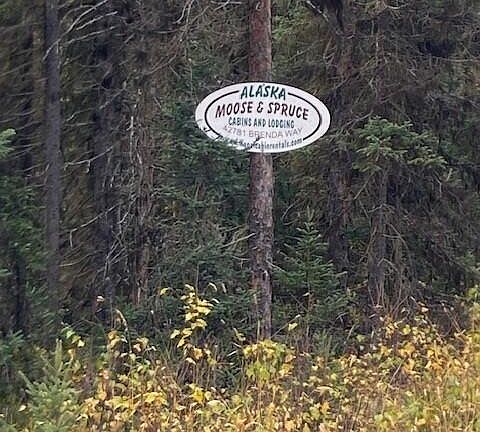 ALASKA
MOOSE & SPRUCE
CABINS AND LODGING
42781 BRENDA WAY